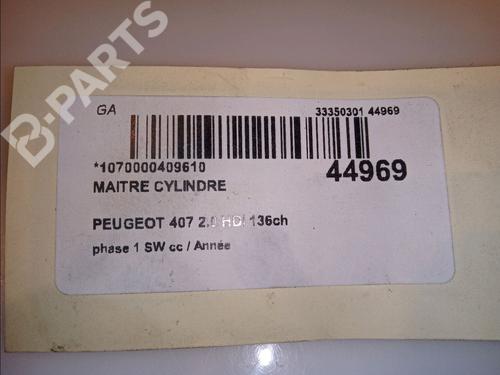 B-PARTS
GA
33350301 44969
*1070000409610
44969
MAITRE CYLINDRE
PEUGEOT 407 2.0 HDI 136ch
phase 1 SW cc / Année